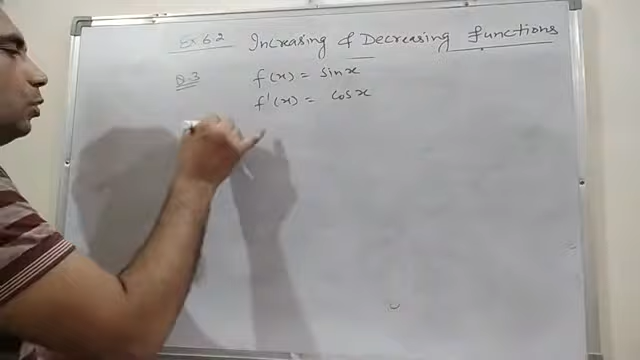 Ex 6.2 Increasing & Decreasing functions
Q.3 f(x) = sinx
f'(x) = cosx